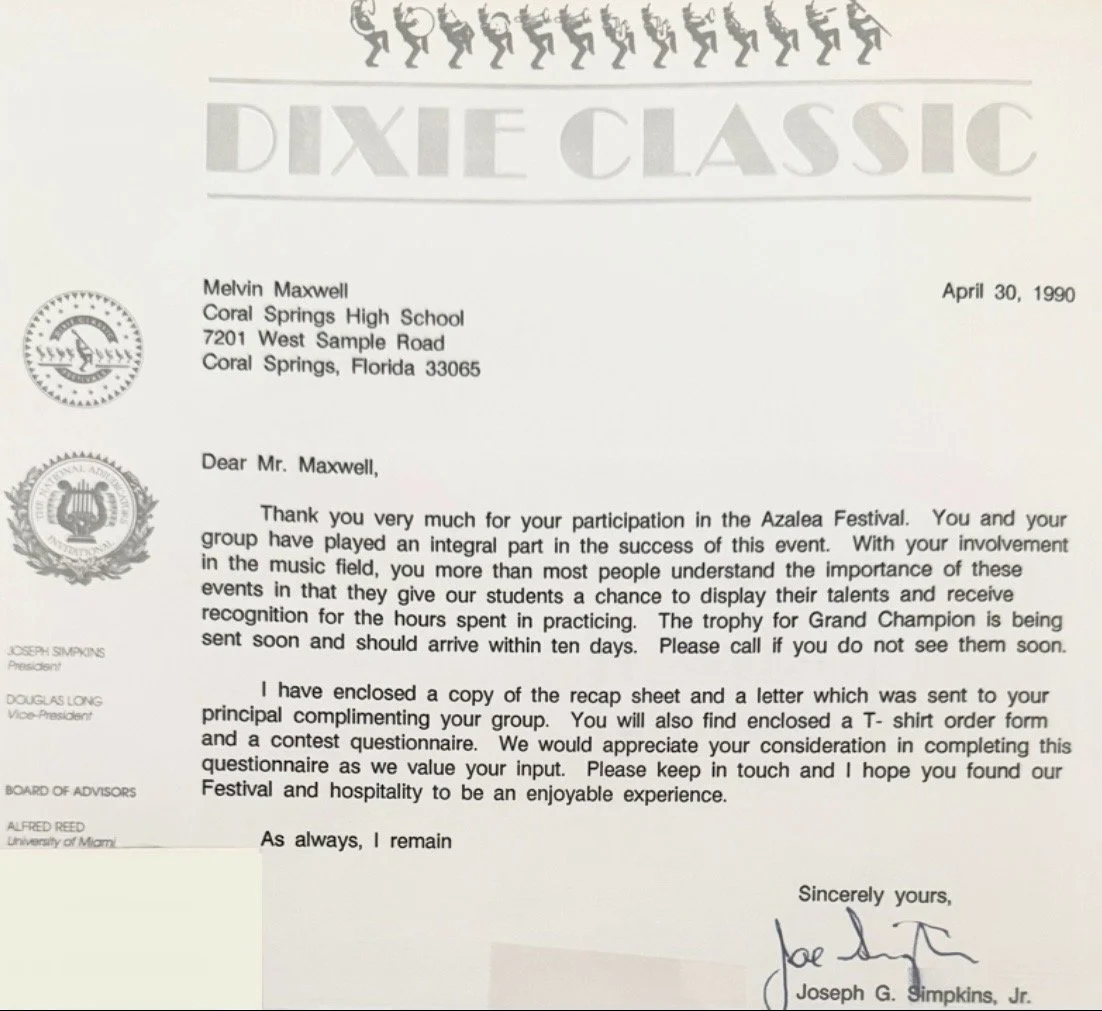 DIXIE CLASSIC
Melvin Maxwell
April 30, 1990
Coral Springs High School
7201 West Sample Road
Coral Springs, Florida 33065
DIXIE CLASSIC
FESTIVALS
THE NATIONAL ADJUDICATORS
INVITATIONAL
Dear Mr. Maxwell,
Thank you very much for your participation in the Azalea Festival. You and your
group have played an integral part in the success of this event. With your involvement
in the music field, you more than most people understand the importance of these
events in that they give our students a chance to display their talents and receive
recognition for the hours spent in practicing. The trophy for Grand Champion is being
sent soon and should arrive within ten days. Please call if you do not see them soon.
I have enclosed a copy of the recap sheet and a letter which was sent to your
principal complimenting your group. You will also find enclosed a T- shirt order form
and a contest questionnaire. We would appreciate your consideration in completing this
questionnaire as we value your input. Please keep in touch and I hope you found our
Festival and hospitality to be an enjoyable experience.
As always, I remain
Sincerely yours,
Joseph G. Simpkins, Jr.
JOSEPH SIMPKINS
President
DOUGLAS LONG
Vice-President
BOARD OF ADVISORS
ALFRED REED
University of Miami